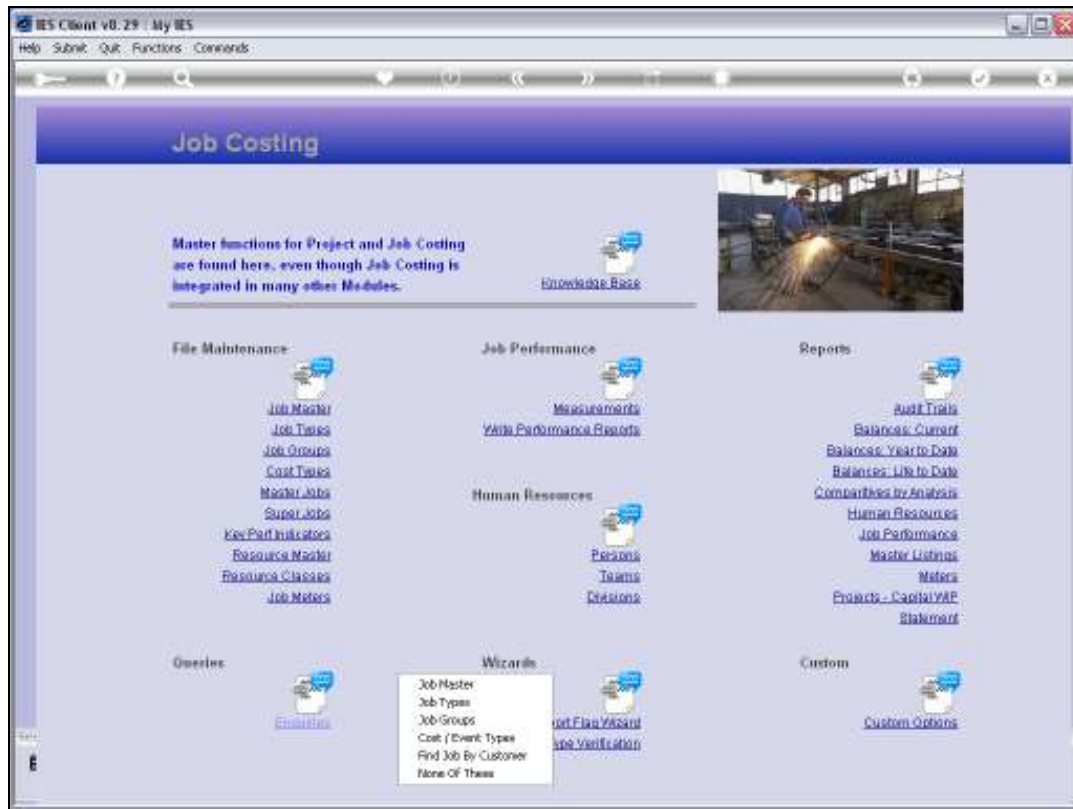 IES Client v8.29 : My IES
Help Submit Quit Functions Commands
Job Costing
Master functions for Project and Job Costing
are found here, even though Job Costing is
integrated in many other Modules.
Knowledge Base
File Maintenance
Job Master
Job Types
Job Groups
Cost Types
Master Jobs
Super Jobs
Key Perf Indicators
Resource Master
Resource Classes
Job Meters
Job Performance
Measurements
Write Performance Reports
Human Resources
Persons
Teams
Divisions
Reports
Audit Trails
Balances: Current
Balances: Year to Date
Balances: Life to Date
Comparitives by Analysis
Human Resources
Job Performance
Master Listings
Meters
Projects - Capital WIP
Statement
Queries
Enquiries
Wizards
Job Master
Job Types
Job Groups
Cost / Event Types
Find Job By Customer
None Of These
ort Flag Wizard
ype Verification
Custom
Custom Options